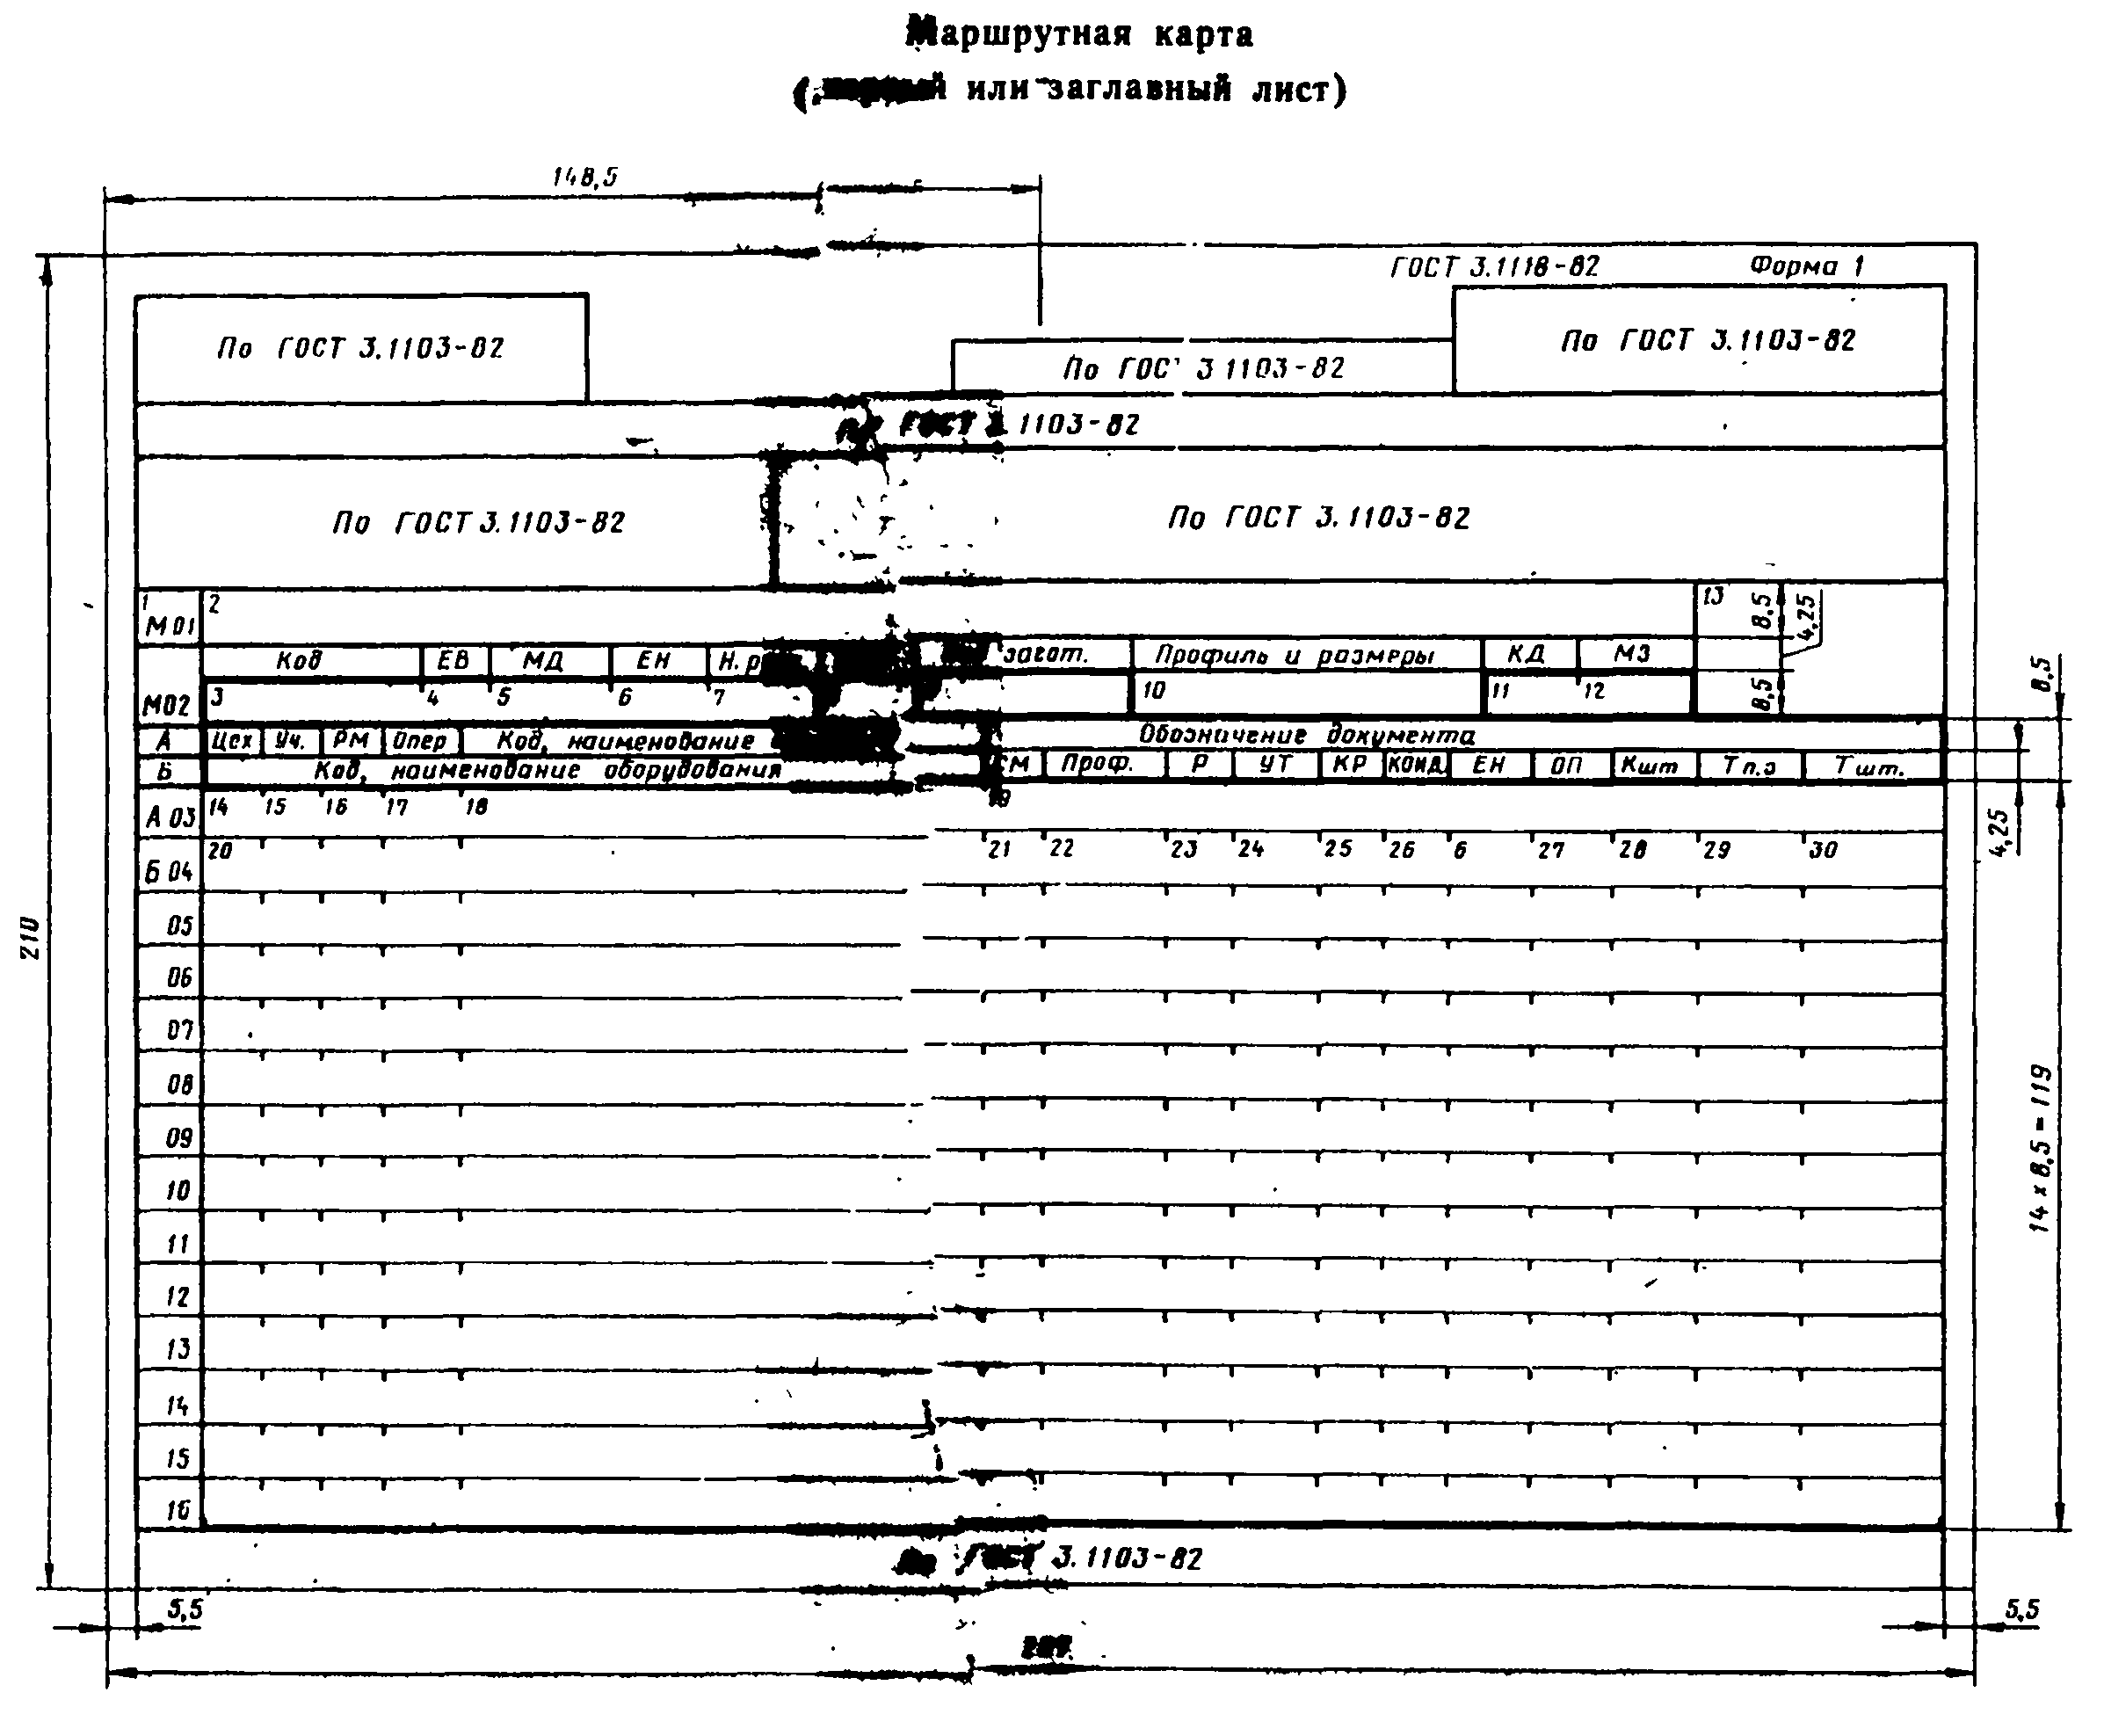 Маршрутная карта
или заглавный лист)
148,5
ГОСТ 3.1118-82 Форма 1
По ГОСТ 3.1103-82
По ГОСТ 3.1103-82
По ГОС 3 1103-82
ГОСТ 1103-82
По ГОСТ 3.1103-82
По ГОСТ 3.1103-82
1 2 13
М 01 8,5 4,25
Код ЕВ МД ЕН Н. р загот. Профиль и размеры КД МЗ
3 4 5 6 7 10 11 12 8,5 8,5
М02
А Цех Уч. РМ Опер Код, наименование Обозначение документа
Б Код, наименование оборудования СМ Проф. Р УТ КР КОИД ЕН ОП Кшт Тп.з Тшт.
А 03 14 15 16 17 18 19
4,25
Б 04 20 21 22 23 24 25 26 6 27 28 29 30
05
210
06
07
08
09
14 х 8,5 = 119
10
11
12
13
14
15
16
ГОСТ 3.1103-82
5,5 5,5